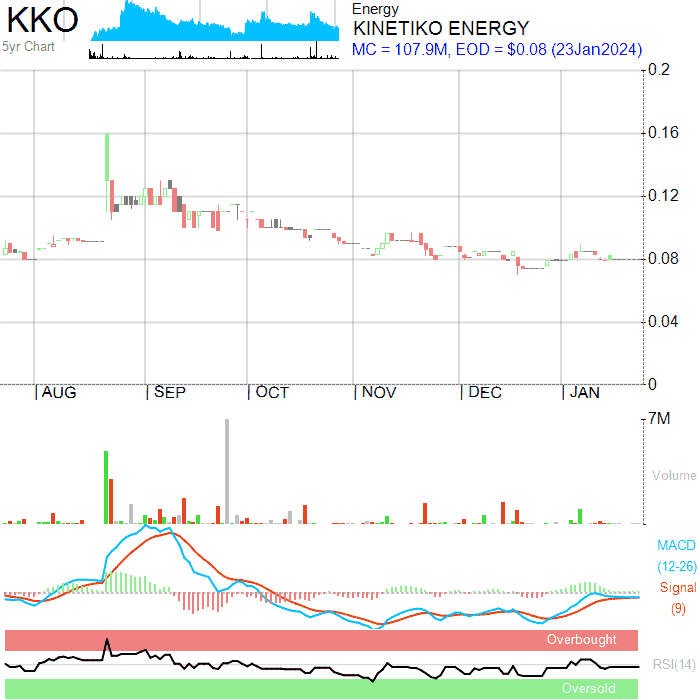 KKO
5yr Chart
Energy
KINETIKO ENERGY
MC = 107.9M, EOD = $0.08 (23Jan2024)
0.2
0.16
0.12
0.08
0.04
0
|AUG |SEP |OCT |NOV |DEC |JAN
7M
Volume
MACD
(12-26)
Signal
(9)
Overbought
RSI(14)
Oversold